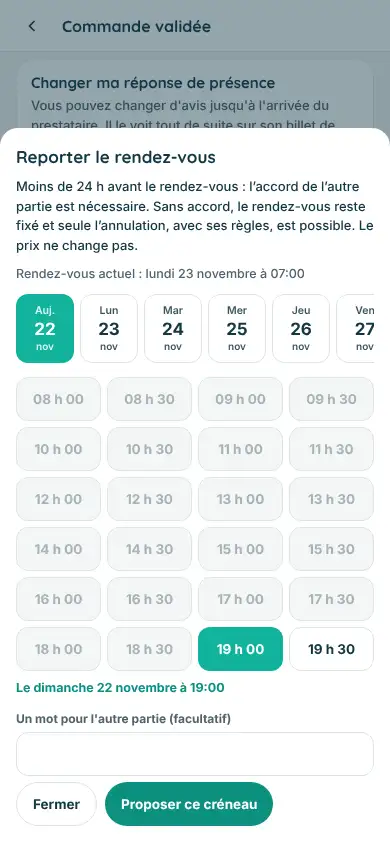 Commande validée
Changer ma réponse de présence
Vous pouvez changer d'avis jusqu'à l'arrivée du
prestataire. Il le voit tout de suite sur son billet de
Reporter le rendez-vous
Moins de 24 h avant le rendez-vous : l’accord de l’autre
partie est nécessaire. Sans accord, le rendez-vous reste
fixé et seule l’annulation, avec ses règles, est possible. Le
prix ne change pas.
Rendez-vous actuel : lundi 23 novembre à 07:00
Auj. Lun Mar Mer Jeu Ven
22 23 24 25 26 27
nov nov nov nov nov nov
08 h 00 08 h 30 09 h 00 09 h 30
10 h 00 10 h 30 11 h 00 11 h 30
12 h 00 12 h 30 13 h 00 13 h 30
14 h 00 14 h 30 15 h 00 15 h 30
16 h 00 16 h 30 17 h 00 17 h 30
18 h 00 18 h 30 19 h 00 19 h 30
Le dimanche 22 novembre à 19:00
Un mot pour l'autre partie (facultatif)
Fermer Proposer ce créneau